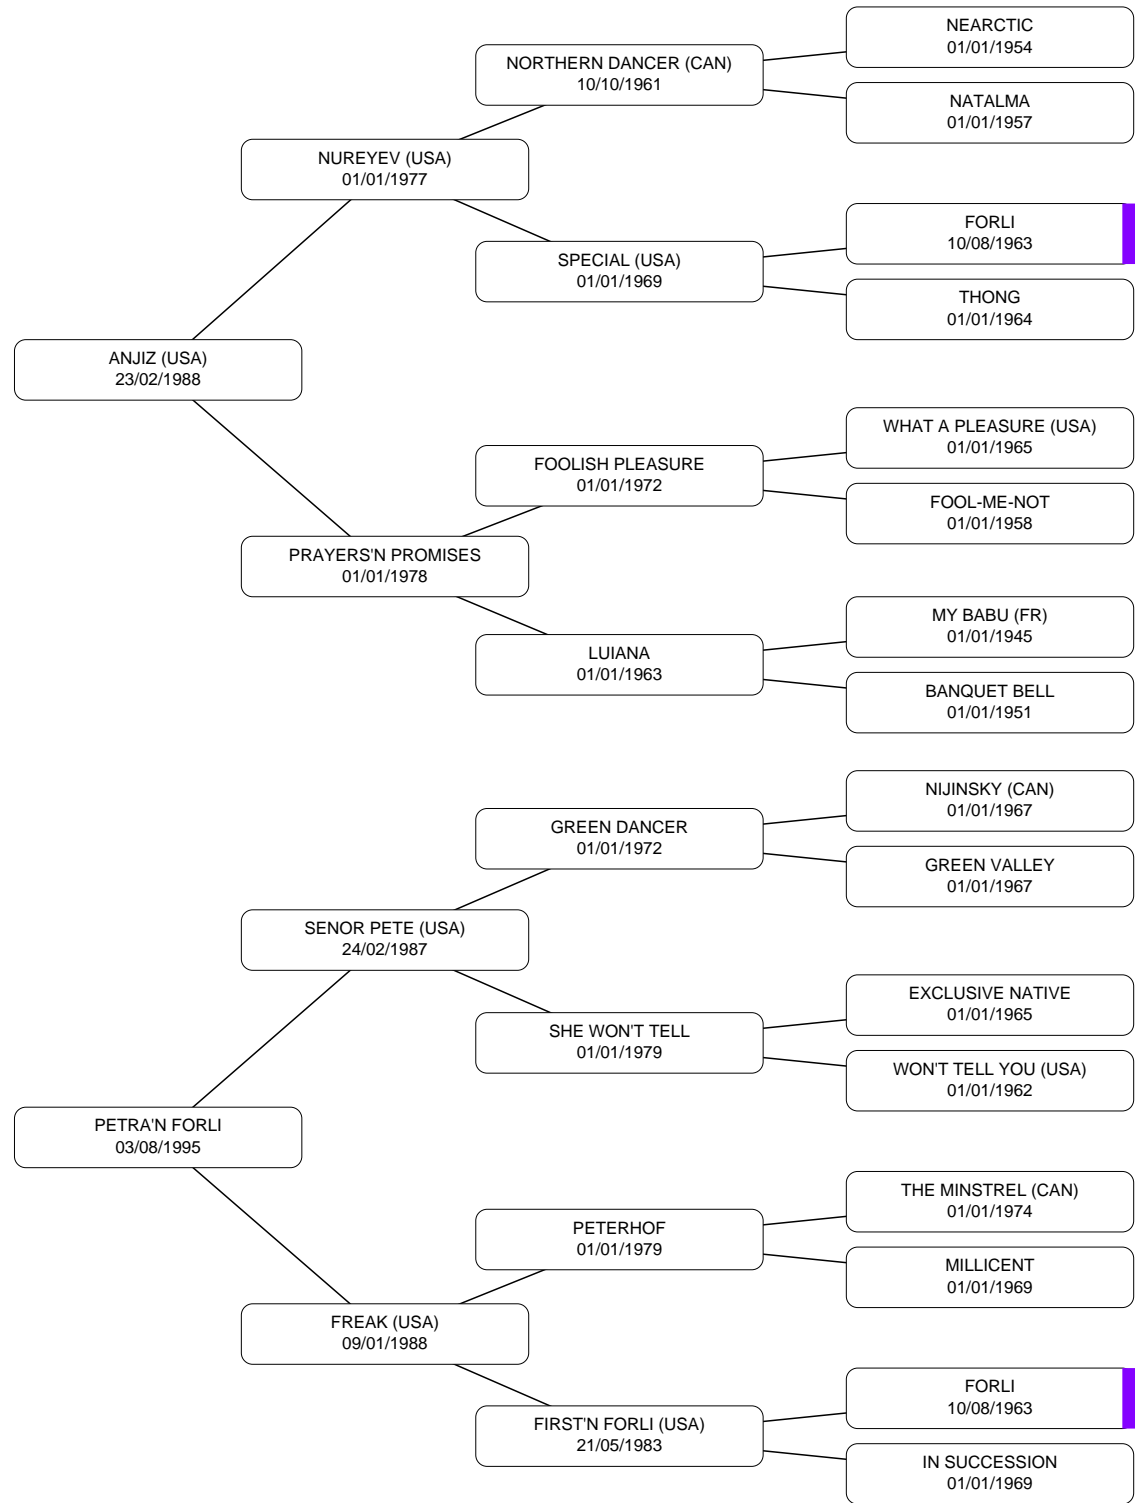 NEARCTIC
01/01/1954
NORTHERN DANCER (CAN)
10/10/1961
NATALMA
01/01/1957
NUREYEV (USA)
01/01/1977
FORLI
10/08/1963
SPECIAL (USA)
01/01/1969
THONG
01/01/1964
ANJIZ (USA)
23/02/1988
WHAT A PLEASURE (USA)
01/01/1965
FOOLISH PLEASURE
01/01/1972
FOOL-ME-NOT
01/01/1958
PRAYERS'N PROMISES
01/01/1978
MY BABU (FR)
01/01/1945
LUIANA
01/01/1963
BANQUET BELL
01/01/1951
NIJINSKY (CAN)
01/01/1967
GREEN DANCER
01/01/1972
GREEN VALLEY
01/01/1967
SENOR PETE (USA)
24/02/1987
EXCLUSIVE NATIVE
01/01/1965
SHE WON'T TELL
01/01/1979
WON'T TELL YOU (USA)
01/01/1962
PETRA'N FORLI
03/08/1995
THE MINSTREL (CAN)
01/01/1974
PETERHOF
01/01/1979
MILLICENT
01/01/1969
FREAK (USA)
09/01/1988
FORLI
10/08/1963
FIRST'N FORLI (USA)
21/05/1983
IN SUCCESSION
01/01/1969